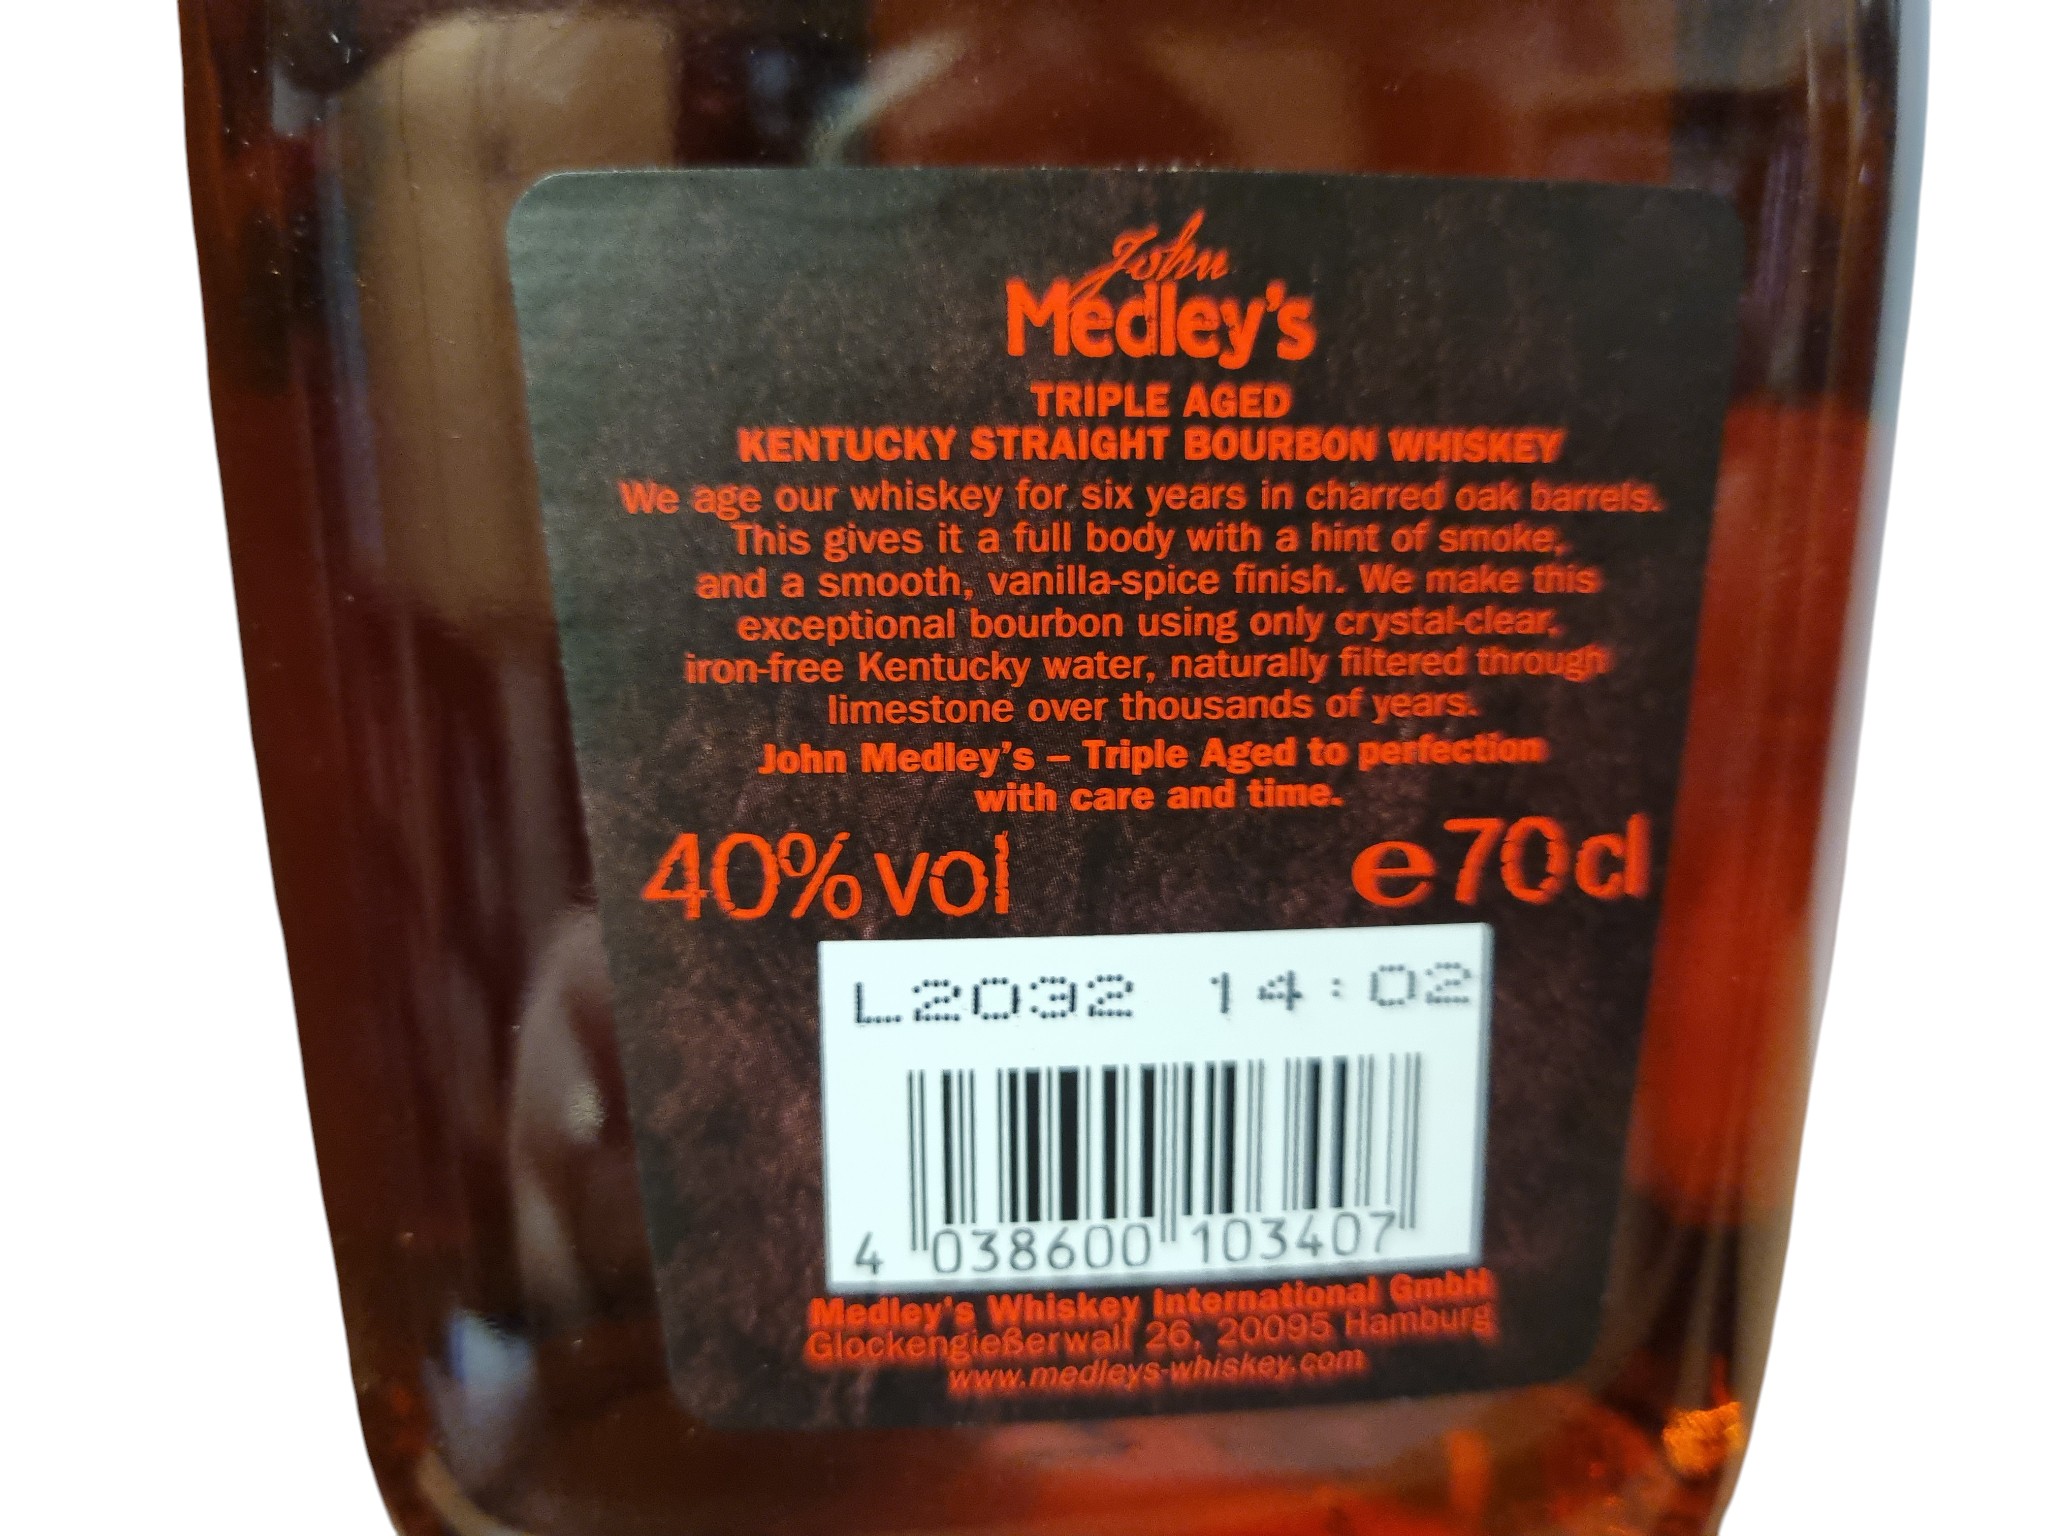 John
Medley's
TRIPLE AGED
KENTUCKY STRAIGHT BOURBON WHISKEY
We age our whiskey for six years in charred oak barrels.
This gives it a full body with a hint of smoke,
and a smooth, vanilla-spice finish. We make this
exceptional bourbon using only crystal-clear,
iron-free Kentucky water, naturally filtered through
limestone over thousands of years.
John Medley's – Triple Aged to perfection
with care and time.
40% vol ℮70cl
L2032 14:02
4 038600 103407
Medley's Whiskey International GmbH
Glockengießerwall 26, 20095 Hamburg
www.medleys-whiskey.com